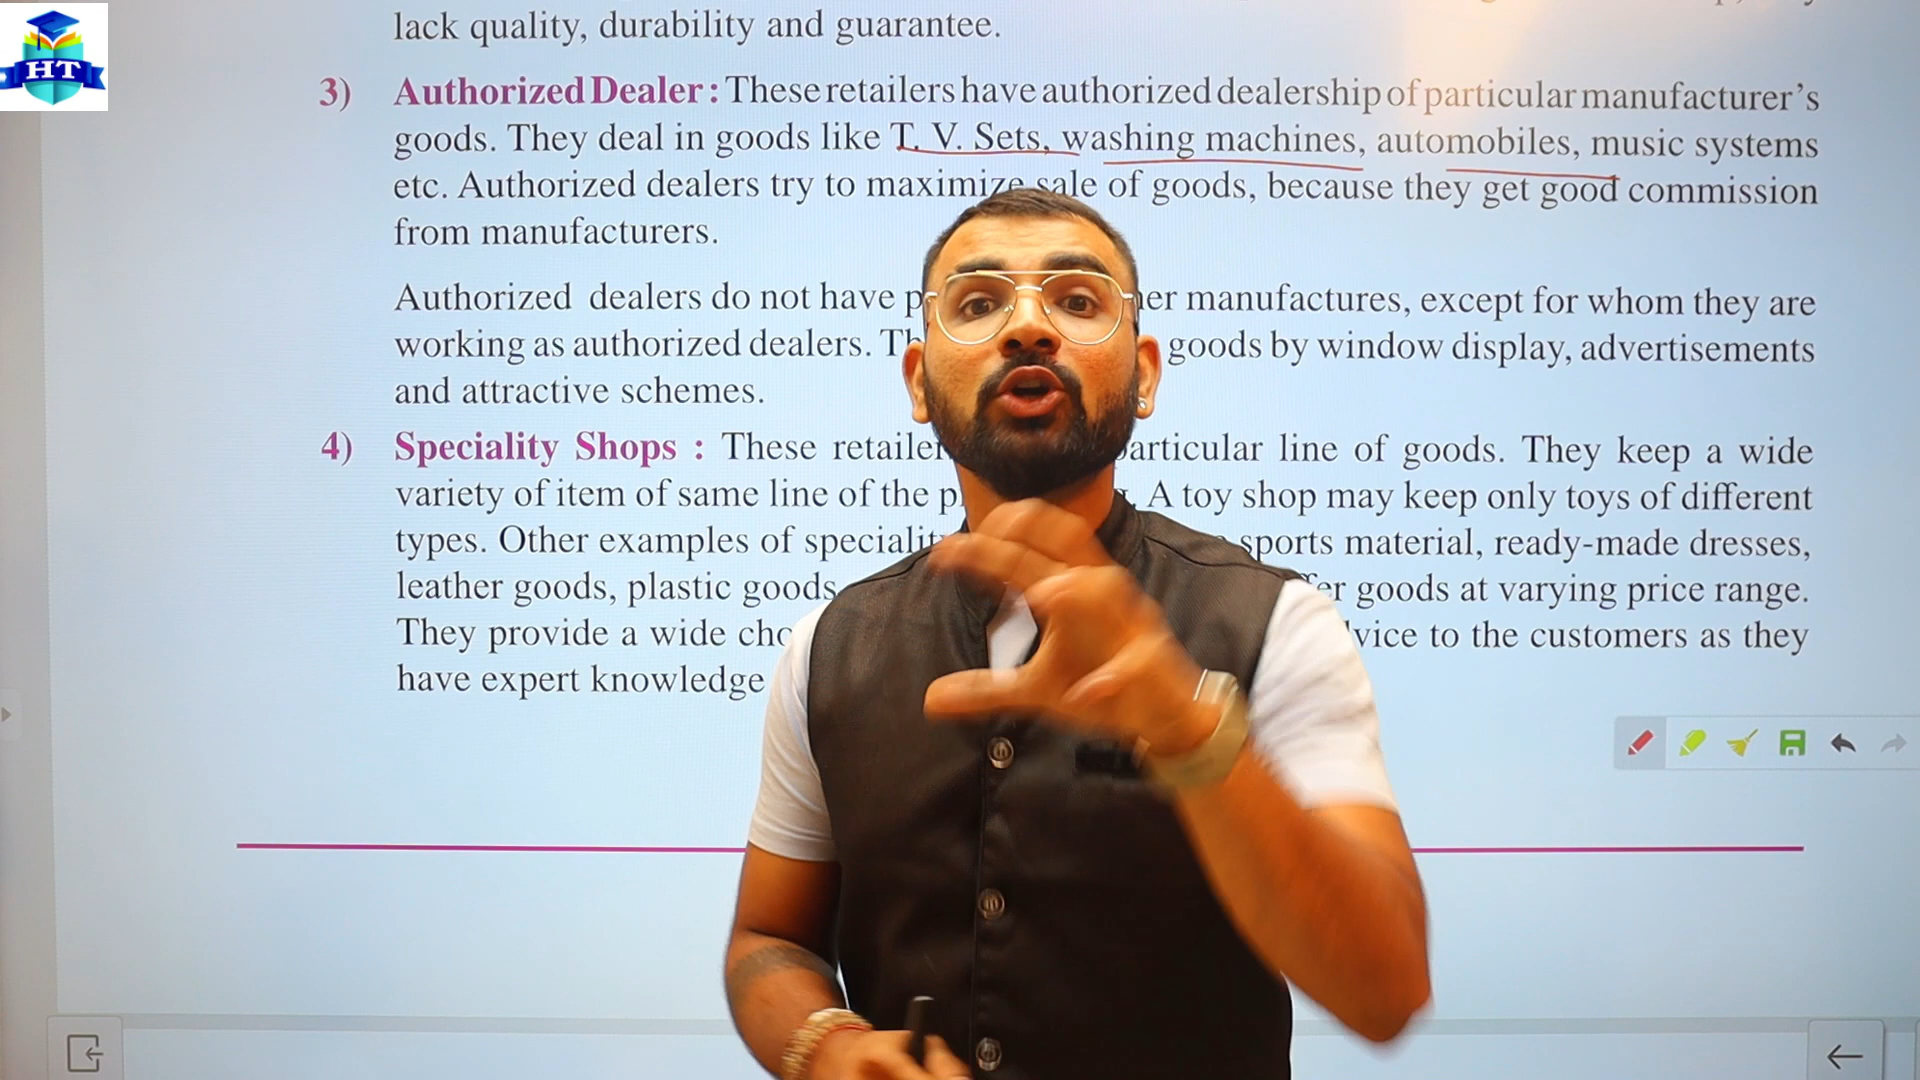 HT
lack quality, durability and guarantee.
3) Authorized Dealer : These retailers have authorized dealership of particular manufacturer's
goods. They deal in goods like T. V. Sets, washing machines, automobiles, music systems
etc. Authorized dealers try to maximize sale of goods, because they get good commission
from manufacturers.
Authorized dealers do not have manufactures, except for whom they are
working as authorized dealers. goods by window display, advertisements
and attractive schemes.
4) Speciality Shops : These particular line of goods. They keep a wide
variety of item of same line of the A toy shop may keep only toys of different
types. Other examples of sports material, ready-made dresses,
leather goods, plastic goods goods at varying price range.
They provide a wide to the customers as they
have expert knowledge